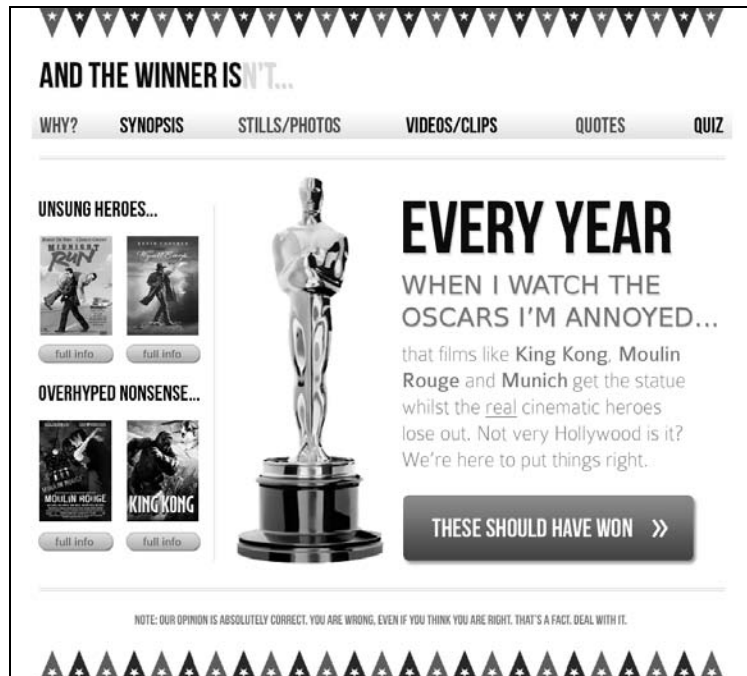 AND THE WINNER ISN'T...
WHY? SYNOPSIS STILLS/PHOTOS VIDEOS/CLIPS QUOTES QUIZ
UNSUNG HEROES...
MIDNIGHT
RUN
full info full info
OVERHYPED NONSENSE...
MOULIN ROUGE
KING KONG
full info full info
EVERY YEAR
WHEN I WATCH THE
OSCARS I'M ANNOYED...
that films like King Kong, Moulin
Rouge and Munich get the statue
whilst the real cinematic heroes
lose out. Not very Hollywood is it?
We're here to put things right.
THESE SHOULD HAVE WON »
NOTE: OUR OPINION IS ABSOLUTELY CORRECT. YOU ARE WRONG, EVEN IF YOU THINK YOU ARE RIGHT. THAT'S A FACT. DEAL WITH IT.